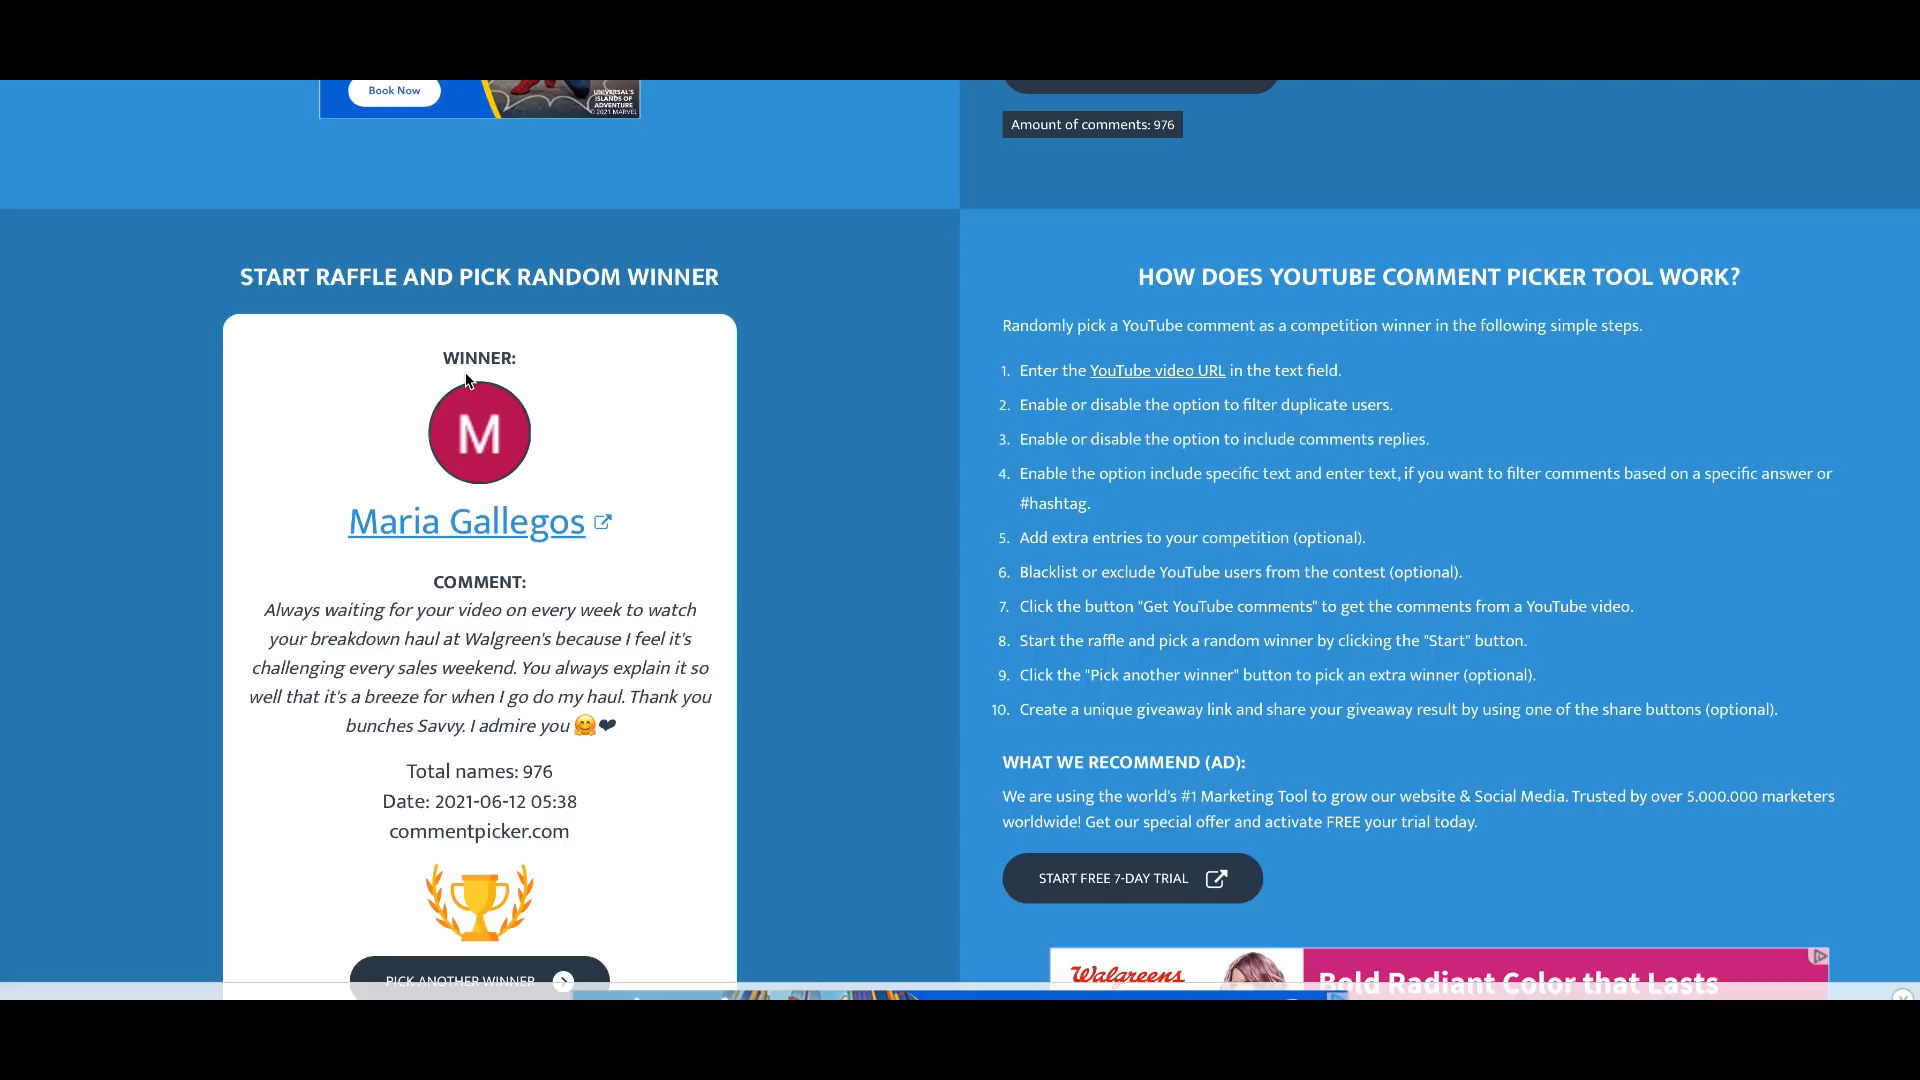 Book Now
UNIVERSAL'S
ISLANDS OF
ADVENTURE
© 2021 MARVEL
Amount of comments: 976
START RAFFLE AND PICK RANDOM WINNER
WINNER:
M
Maria Gallegos
COMMENT:
Always waiting for your video on every week to watch
your breakdown haul at Walgreen's because I feel it's
challenging every sales weekend. You always explain it so
well that it's a breeze for when I go do my haul. Thank you
bunches Savvy. I admire you 🤗❤
Total names: 976
Date: 2021-06-12 05:38
commentpicker.com
PICK ANOTHER WINNER
HOW DOES YOUTUBE COMMENT PICKER TOOL WORK?
Randomly pick a YouTube comment as a competition winner in the following simple steps.
1. Enter the YouTube video URL in the text field.
2. Enable or disable the option to filter duplicate users.
3. Enable or disable the option to include comments replies.
4. Enable the option include specific text and enter text, if you want to filter comments based on a specific answer or
#hashtag.
5. Add extra entries to your competition (optional).
6. Blacklist or exclude YouTube users from the contest (optional).
7. Click the button "Get YouTube comments" to get the comments from a YouTube video.
8. Start the raffle and pick a random winner by clicking the "Start" button.
9. Click the "Pick another winner" button to pick an extra winner (optional).
10. Create a unique giveaway link and share your giveaway result by using one of the share buttons (optional).
WHAT WE RECOMMEND (AD):
We are using the world's #1 Marketing Tool to grow our website & Social Media. Trusted by over 5.000.000 marketers
worldwide! Get our special offer and activate FREE your trial today.
START FREE 7-DAY TRIAL
Walgreens
Bold Radiant Color that Lasts